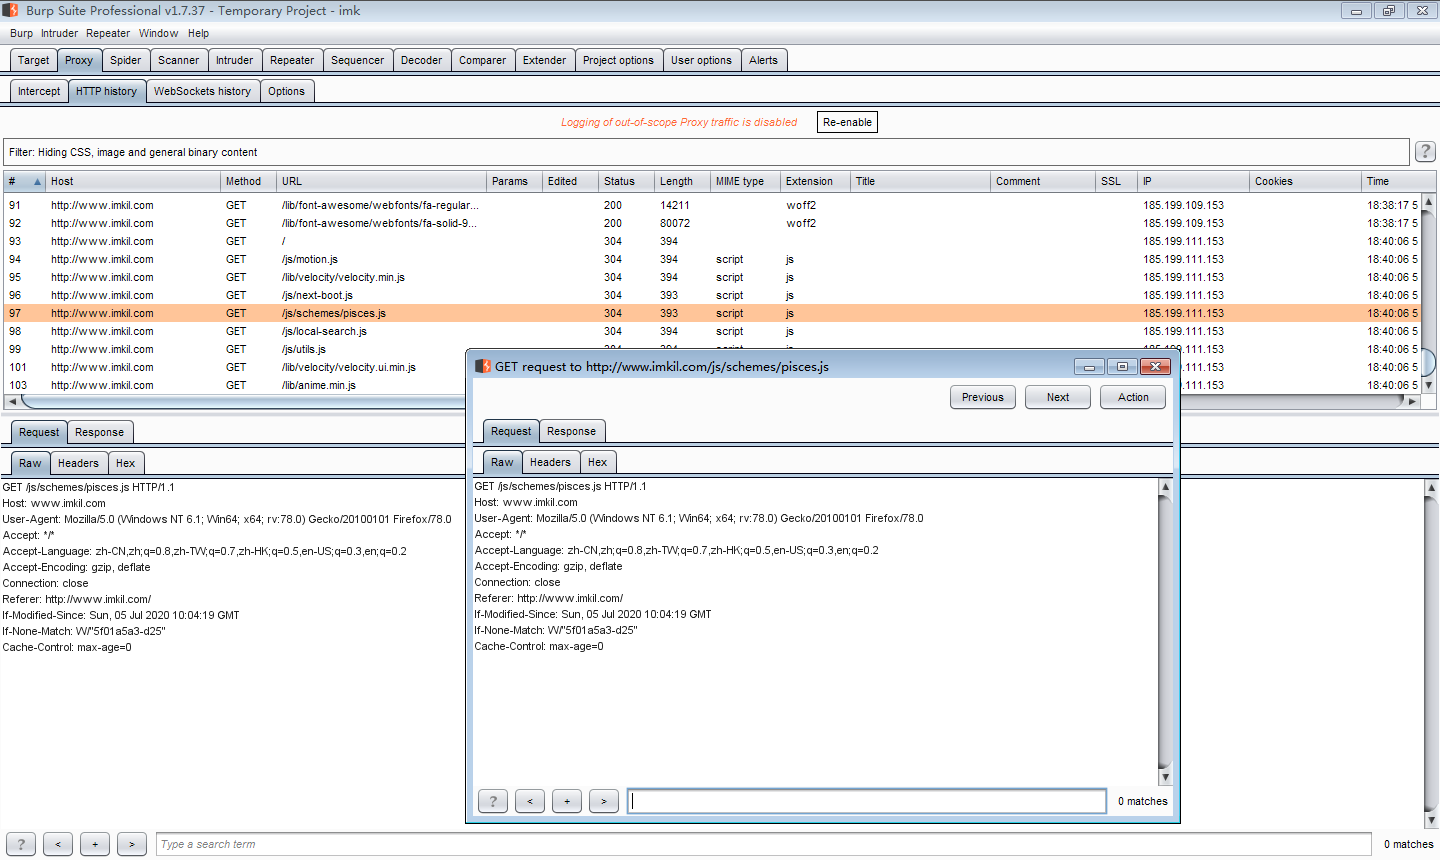 Burp Suite Professional v1.7.37 - Temporary Project - imk
Burp Intruder Repeater Window Help
Target Proxy Spider Scanner Intruder Repeater Sequencer Decoder Comparer Extender Project options User options Alerts
Intercept HTTP history WebSockets history Options
Logging of out-of-scope Proxy traffic is disabled Re-enable
Filter: Hiding CSS, image and general binary content ?
# Host Method URL Params Edited Status Length MIME type Extension Title Comment SSL IP Cookies Time
91 http://www.imkil.com GET /lib/font-awesome/webfonts/fa-regular... 200 14211 woff2 185.199.109.153 18:38:17 5
92 http://www.imkil.com GET /lib/font-awesome/webfonts/fa-solid-9... 200 80072 woff2 185.199.109.153 18:38:17 5
93 http://www.imkil.com GET / 304 394 185.199.111.153 18:40:06 5
94 http://www.imkil.com GET /js/motion.js 304 394 script js 185.199.111.153 18:40:06 5
95 http://www.imkil.com GET /lib/velocity/velocity.min.js 304 394 script js 185.199.111.153 18:40:06 5
96 http://www.imkil.com GET /js/next-boot.js 304 393 script js 185.199.111.153 18:40:06 5
97 http://www.imkil.com GET /js/schemes/pisces.js 304 393 script js 185.199.111.153 18:40:06 5
98 http://www.imkil.com GET /js/local-search.js 304 394 script js 185.199.111.153 18:40:06 5
99 http://www.imkil.com GET /js/utils.js 304 394 script js 185.199.111.153 18:40:06 5
101 http://www.imkil.com GET /lib/velocity/velocity.ui.min.js 185.199.111.153 18:40:06 5
103 http://www.imkil.com GET /lib/anime.min.js 185.199.111.153 18:40:06 5
Request Response
Raw Headers Hex
GET /js/schemes/pisces.js HTTP/1.1
Host: www.imkil.com
User-Agent: Mozilla/5.0 (Windows NT 6.1; Win64; x64; rv:78.0) Gecko/20100101 Firefox/78.0
Accept: */*
Accept-Language: zh-CN,zh;q=0.8,zh-TW;q=0.7,zh-HK;q=0.5,en-US;q=0.3,en;q=0.2
Accept-Encoding: gzip, deflate
Connection: close
Referer: http://www.imkil.com/
If-Modified-Since: Sun, 05 Jul 2020 10:04:19 GMT
If-None-Match: W/"5f01a5a3-d25"
Cache-Control: max-age=0
? < + > Type a search term 0 matches
GET request to http://www.imkil.com/js/schemes/pisces.js
Previous Next Action
Request Response
Raw Headers Hex
GET /js/schemes/pisces.js HTTP/1.1
Host: www.imkil.com
User-Agent: Mozilla/5.0 (Windows NT 6.1; Win64; x64; rv:78.0) Gecko/20100101 Firefox/78.0
Accept: */*
Accept-Language: zh-CN,zh;q=0.8,zh-TW;q=0.7,zh-HK;q=0.5,en-US;q=0.3,en;q=0.2
Accept-Encoding: gzip, deflate
Connection: close
Referer: http://www.imkil.com/
If-Modified-Since: Sun, 05 Jul 2020 10:04:19 GMT
If-None-Match: W/"5f01a5a3-d25"
Cache-Control: max-age=0
? < + > 0 matches